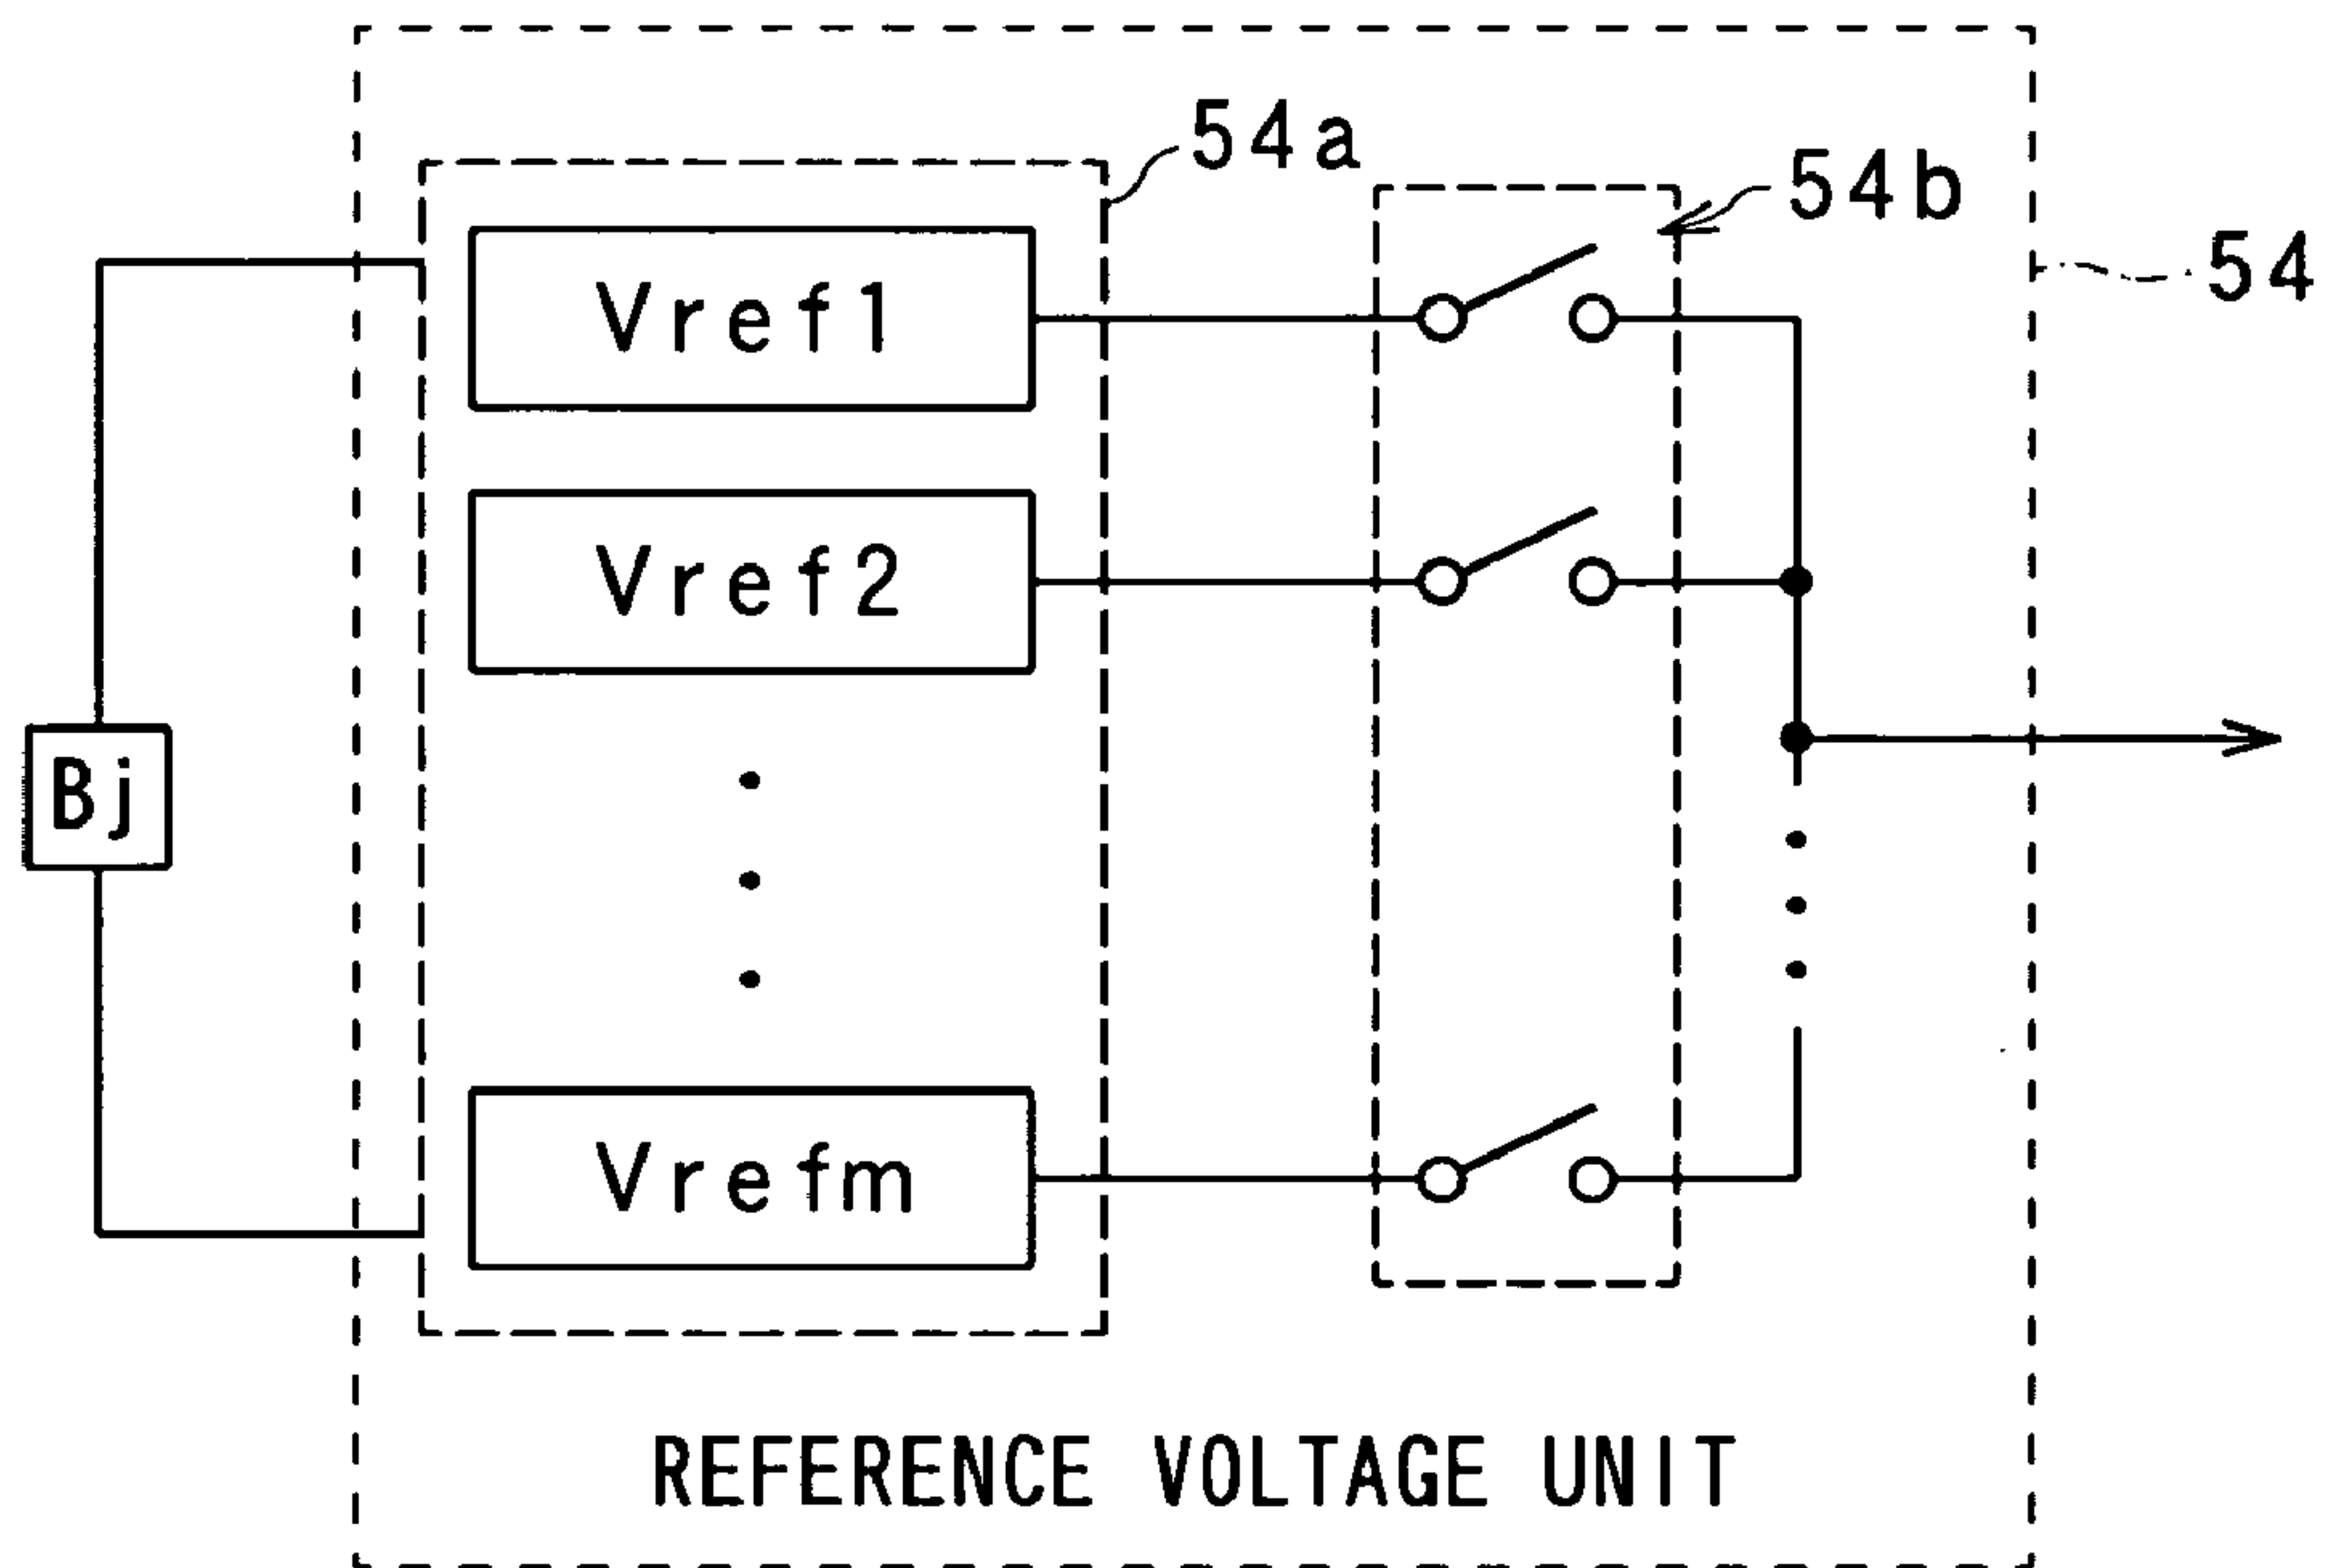 54a
54b
54
Vref1
Vref2
Bj
Vrefm
REFERENCE VOLTAGE UNIT